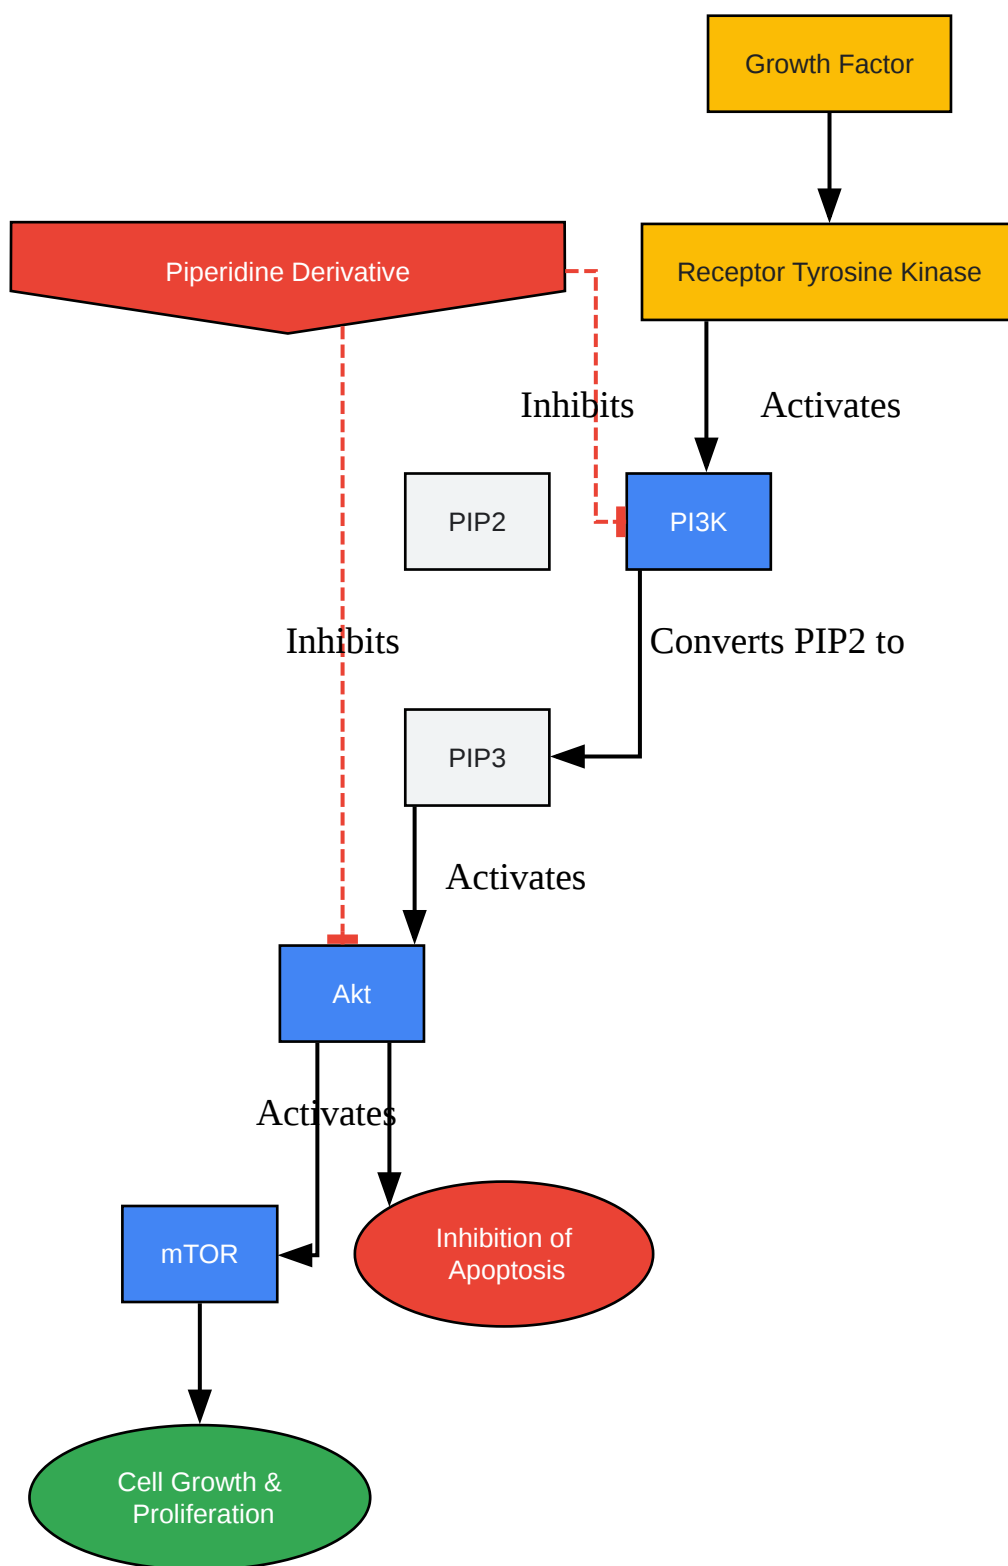 Growth Factor
Piperidine Derivative
Receptor Tyrosine Kinase
Inhibits
Activates
PIP2
PI3K
Inhibits
Converts PIP2 to
PIP3
Activates
Akt
Activates
mTOR
Inhibition of
Apoptosis
Cell Growth &
Proliferation